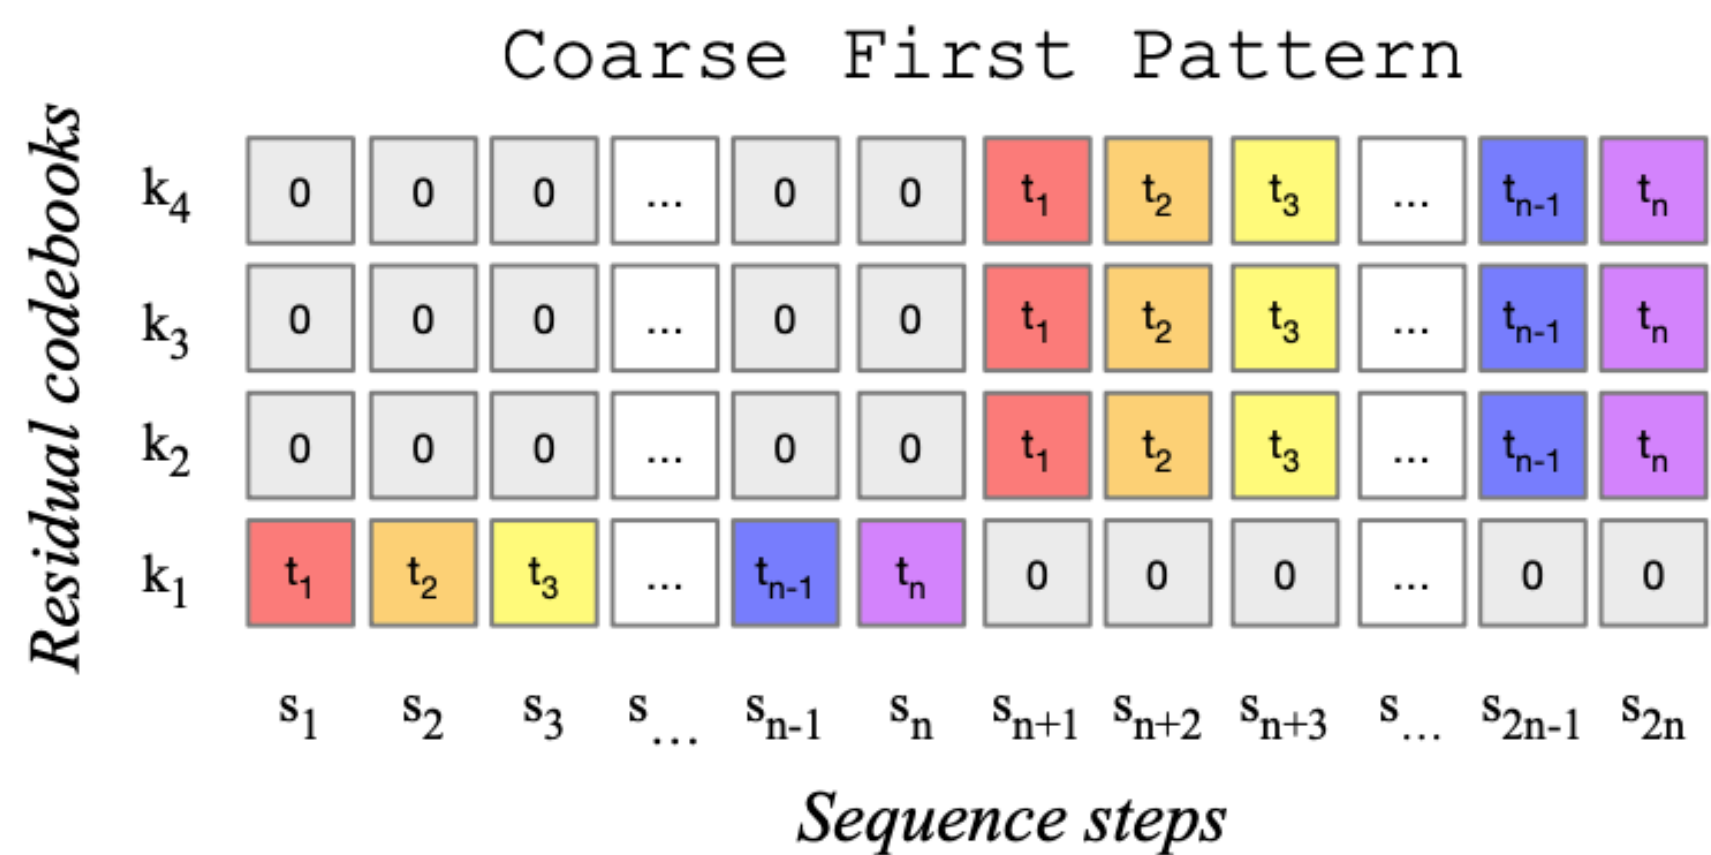 Coarse First Pattern
Residual codebooks
k4 0 0 0 ... 0 0 t1 t2 t3 ... tn-1 tn
k3 0 0 0 ... 0 0 t1 t2 t3 ... tn-1 tn
k2 0 0 0 ... 0 0 t1 t2 t3 ... tn-1 tn
k1 t1 t2 t3 ... tn-1 tn 0 0 0 ... 0 0
s1 s2 s3 s... sn-1 sn sn+1 sn+2 sn+3 s... s2n-1 s2n
Sequence steps